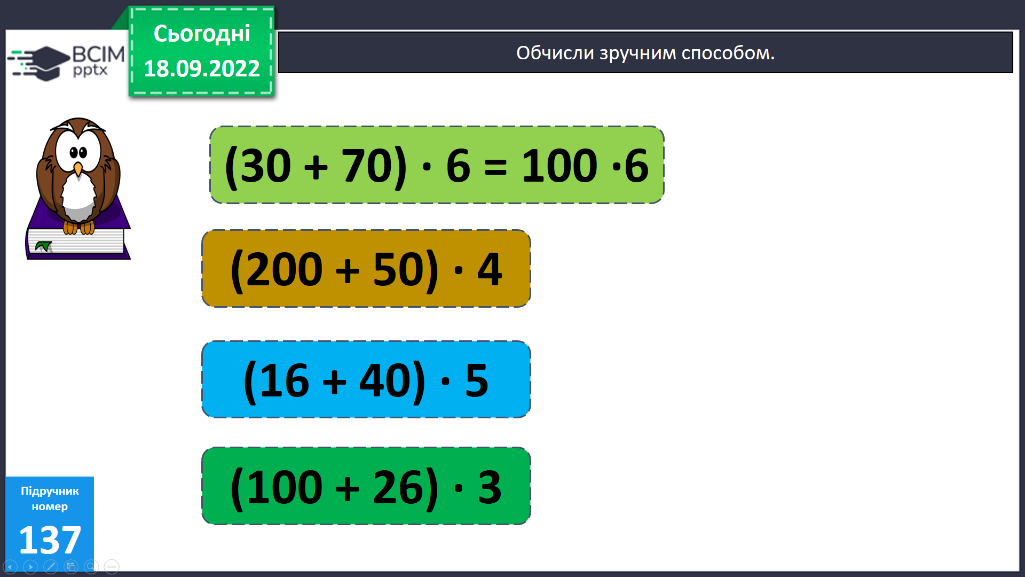 Сьогодні
18.09.2022
BCIM
pptx
Обчисли зручним способом.
(30 + 70) · 6 = 100 ·6
(200 + 50) · 4
(16 + 40) · 5
(100 + 26) · 3
Підручник
номер
137